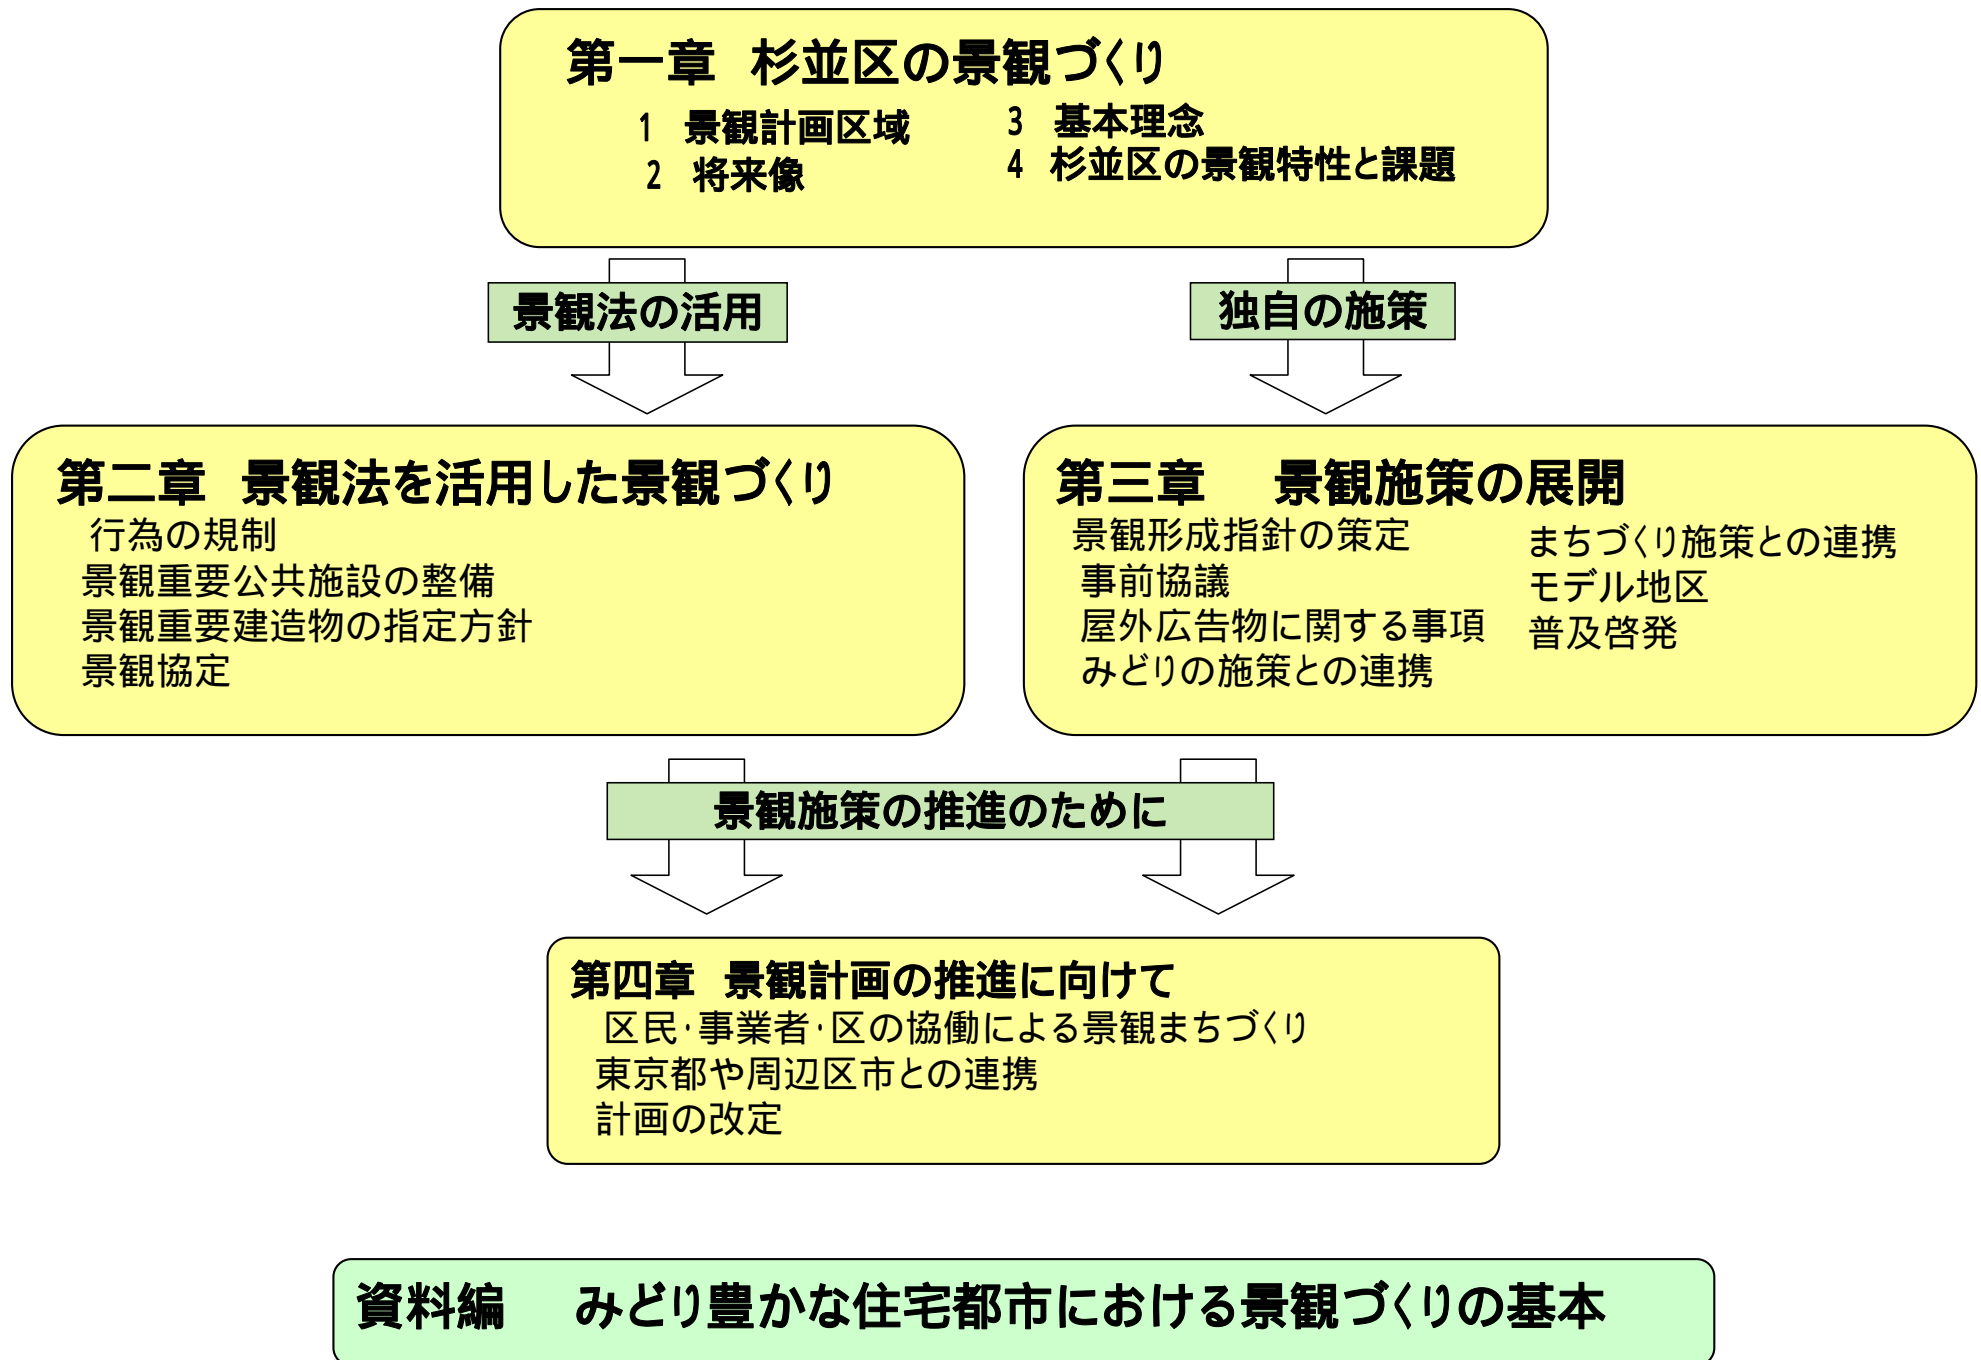 第一章 杉並区の景観づくり
1 景観計画区域
2 将来像
3 基本理念
4 杉並区の景観特性と課題
景観法の活用
独自の施策
第二章 景観法を活用した景観づくり
行為の規制
景観重要公共施設の整備
景観重要建造物の指定方針
景観協定
第三章 景観施策の展開
景観形成指針の策定
事前協議
屋外広告物に関する事項
みどりの施策との連携
まちづくり施策との連携
モデル地区
普及啓発
景観施策の推進のために
第四章 景観計画の推進に向けて
区民・事業者・区の協働による景観まちづくり
東京都や周辺区市との連携
計画の改定
資料編 みどり豊かな住宅都市における景観づくりの基本